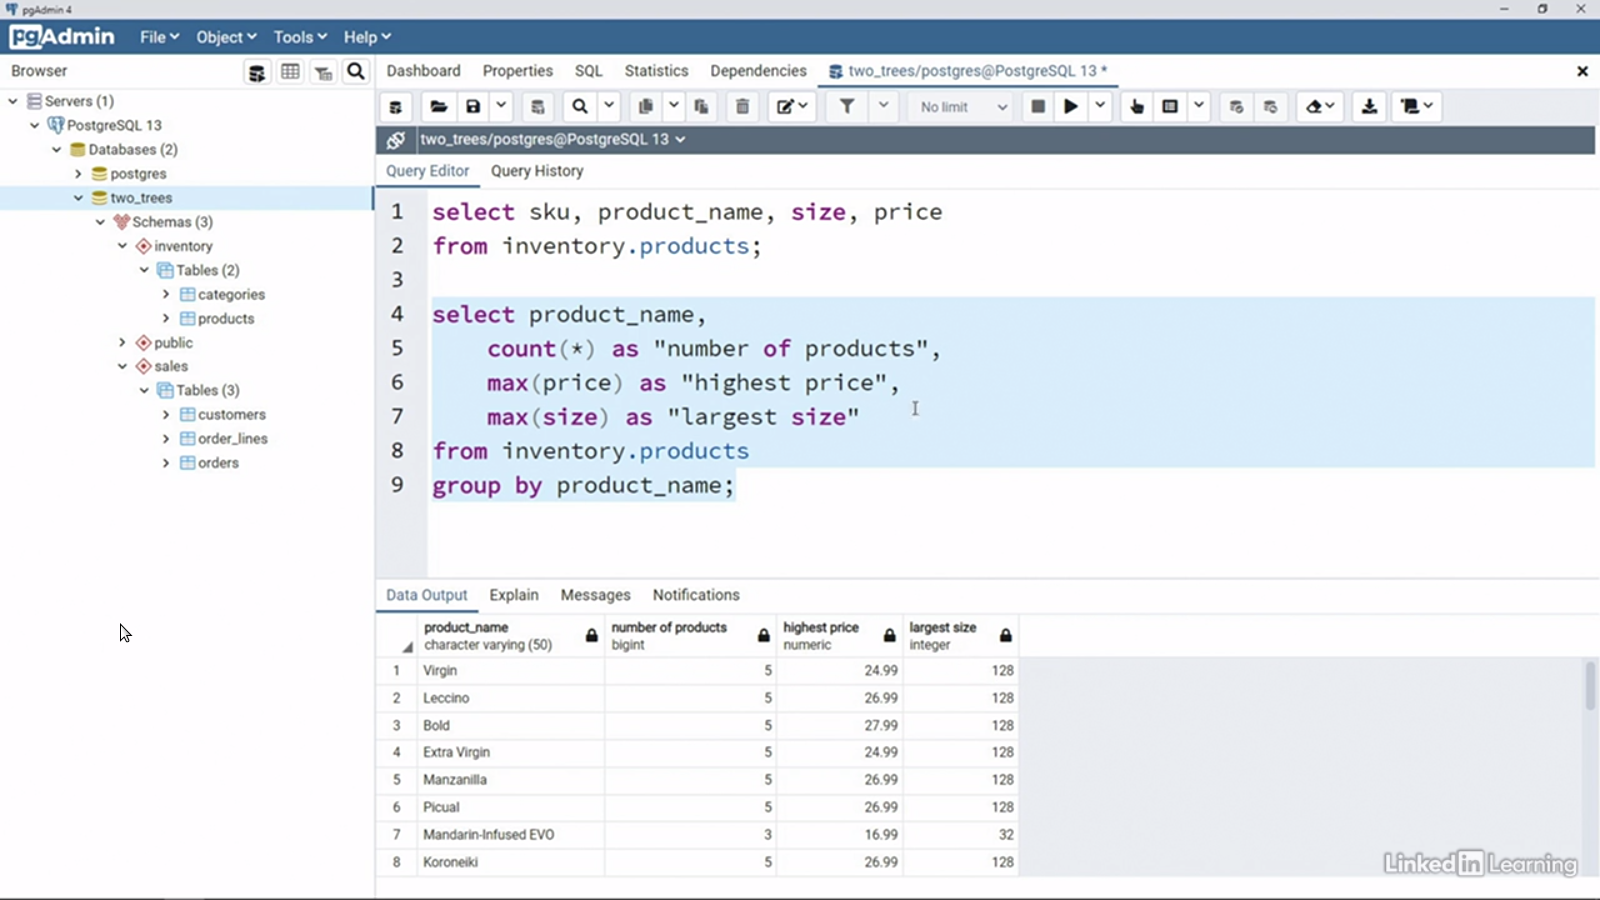 pgAdmin 4
pgAdmin File Object Tools Help
Browser
Dashboard Properties SQL Statistics Dependencies two_trees/postgres@PostgreSQL 13 *
Servers (1)
PostgreSQL 13
Databases (2)
postgres
two_trees
Schemas (3)
inventory
Tables (2)
categories
products
public
sales
Tables (3)
customers
order_lines
orders
No limit
two_trees/postgres@PostgreSQL 13
Query Editor Query History
1 select sku, product_name, size, price
2 from inventory.products;
3
4 select product_name,
5 count(*) as "number of products",
6 max(price) as "highest price",
7 max(size) as "largest size"
8 from inventory.products
9 group by product_name;
Data Output Explain Messages Notifications
product_name number of products highest price largest size
character varying (50) bigint numeric integer
1 Virgin 5 24.99 128
2 Leccino 5 26.99 128
3 Bold 5 27.99 128
4 Extra Virgin 5 24.99 128
5 Manzanilla 5 26.99 128
6 Picual 5 26.99 128
7 Mandarin-Infused EVO 3 16.99 32
8 Koroneiki 5 26.99 128
Linked in Learning